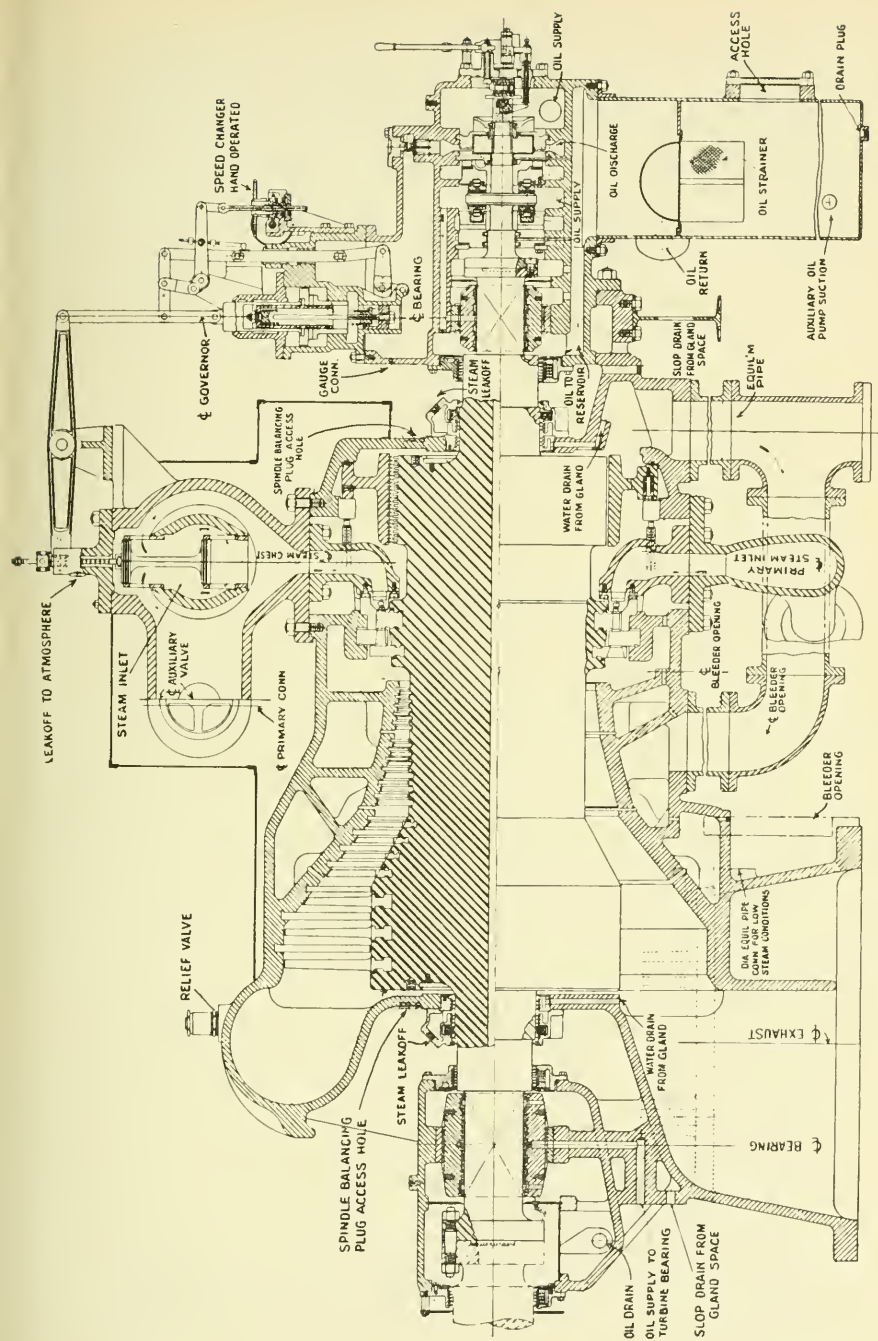 LEAKOFF TO ATMOSPHERE
STEAM INLET
℄ AUXILIARY
VALVE
℄ PRIMARY CONN
℄ STEAM CHEST
RELIEF VALVE
SPINDLE BALANCING
PLUG ACCESS HOLE
STEAM LEAKOFF
SPINDLE BALANCING
PLUG ACCESS
HOLE
℄ GOVERNOR
GAUGE
CONN.
SPEED CHANGER
HAND OPERATED
℄ BEARING
STEAM
LEAKOFF
OIL TO
RESERVOIR
WATER DRAIN
FROM GLAND
OIL SUPPLY
OIL DISCHARGE
OIL SUPPLY
ACCESS
HOLE
OIL STRAINER
DRAIN PLUG
AUXILIARY OIL
PUMP SUCTION
OIL
RETURN
SLOP DRAIN
FROM GLAND
SPACE
EQUIL'M
PIPE
PRIMARY
℄ STEAM INLET
℄ BLEEDER OPENING
℄ BLEEDER
OPENING
BLEEDER
OPENING
DIA EQUIL PIPE
CONN FOR LOW
STEAM CONDITIONS
WATER DRAIN
FROM GLAND
℄ EXHAUST
℄ BEARING
OIL DRAIN
OIL SUPPLY TO
TURBINE BEARING
SLOP DRAIN FROM
GLAND SPACE